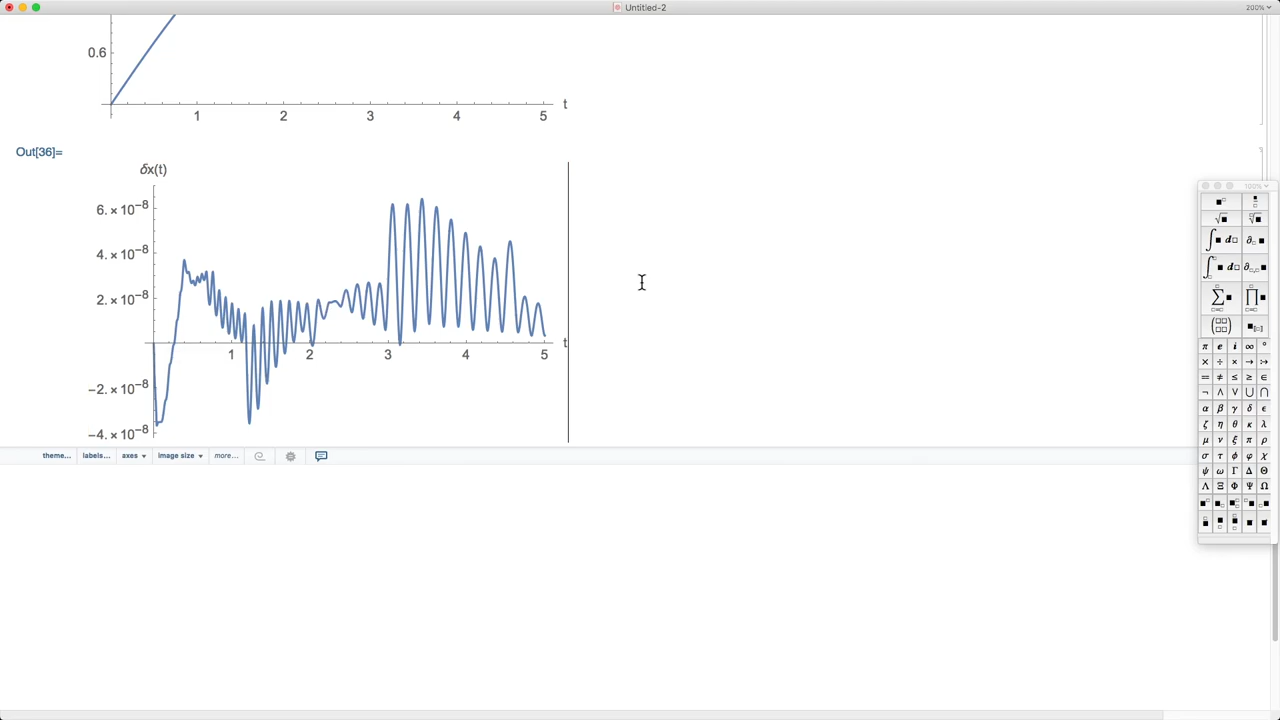 Untitled-2
200%
0.6
t
1 2 3 4 5
Out[36]=
δx(t)
6.×10⁻⁸
4.×10⁻⁸
2.×10⁻⁸
t
1 2 3 4 5
−2.×10⁻⁸
−4.×10⁻⁸
theme... labels... axes image size more...
100%
π ⅇ ⅈ ∞ °
× ÷ × → :→
== ≠ ≤ ≥ ∈
¬ ∧ ∨ ∪ ∩
α β γ δ ϵ
ζ η θ κ λ
μ ν ξ π ρ
σ τ ϕ φ χ
ψ ω Γ Δ Θ
Λ Ξ Φ Ψ Ω